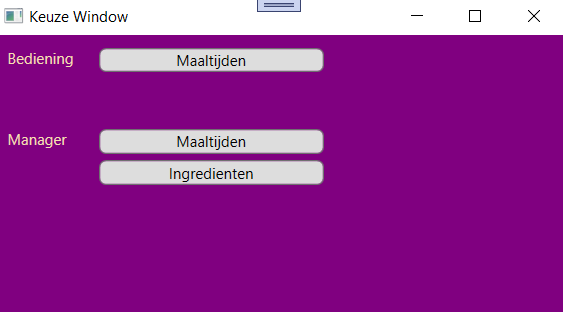 Keuze Window
Bediening Maaltijden
Manager Maaltijden
Ingredienten